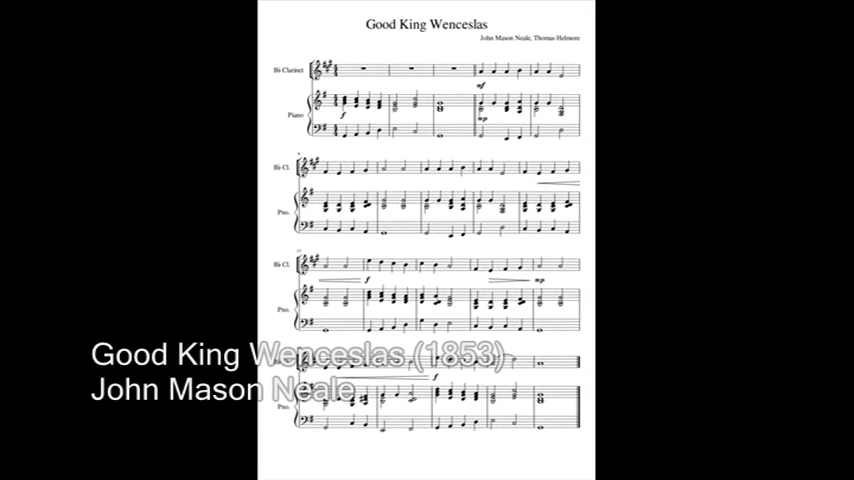 Good King Wenceslas
John Mason Neale, Thomas Helmore
B♭ Clarinet
mf
Piano
f
mp
B♭ Cl.
Pno.
B♭ Cl.
f
mp
Pno.
Good King Wenceslas (1853)
John Mason Neale
f
Pno.